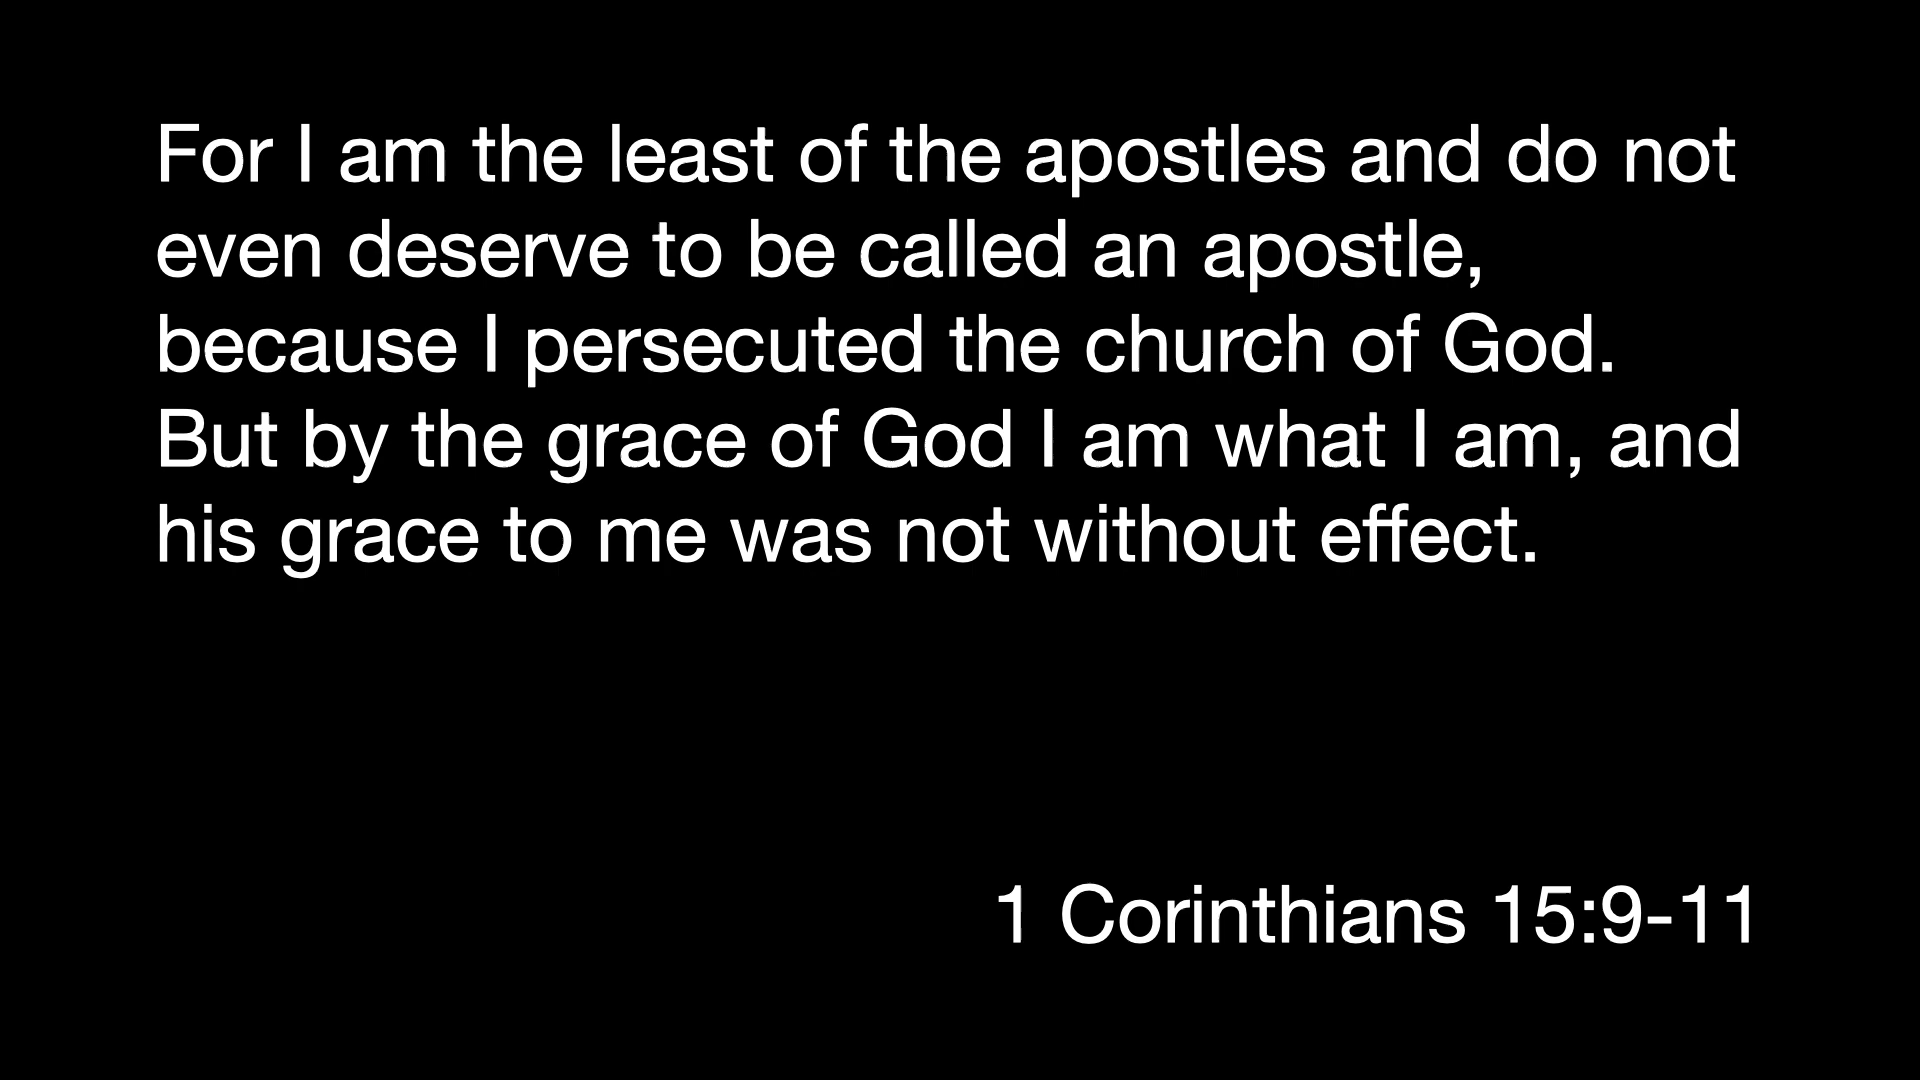 For I am the least of the apostles and do not
even deserve to be called an apostle,
because I persecuted the church of God.
But by the grace of God I am what I am, and
his grace to me was not without effect.
1 Corinthians 15:9-11